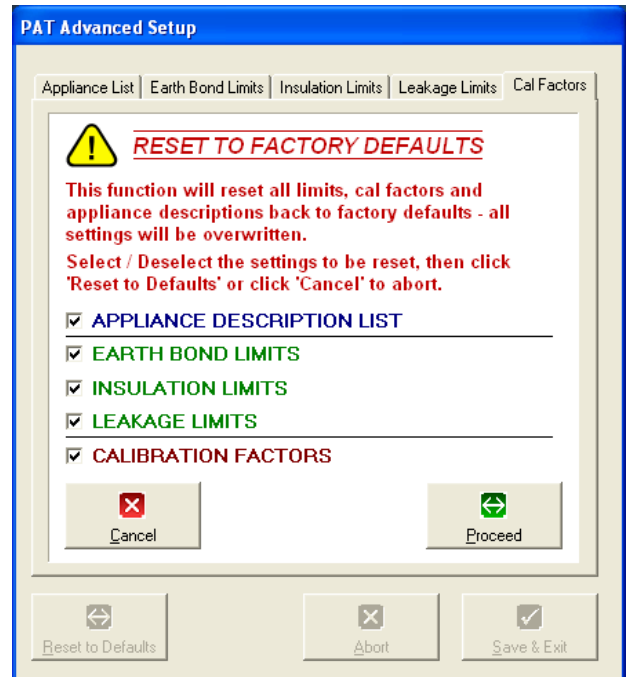 PAT Advanced Setup
Appliance List Earth Bond Limits Insulation Limits Leakage Limits Cal Factors
RESET TO FACTORY DEFAULTS
This function will reset all limits, cal factors and
appliance descriptions back to factory defaults - all
settings will be overwritten.
Select / Deselect the settings to be reset, then click
'Reset to Defaults' or click 'Cancel' to abort.
APPLIANCE DESCRIPTION LIST
EARTH BOND LIMITS
INSULATION LIMITS
LEAKAGE LIMITS
CALIBRATION FACTORS
Cancel Proceed
Reset to Defaults Abort Save & Exit